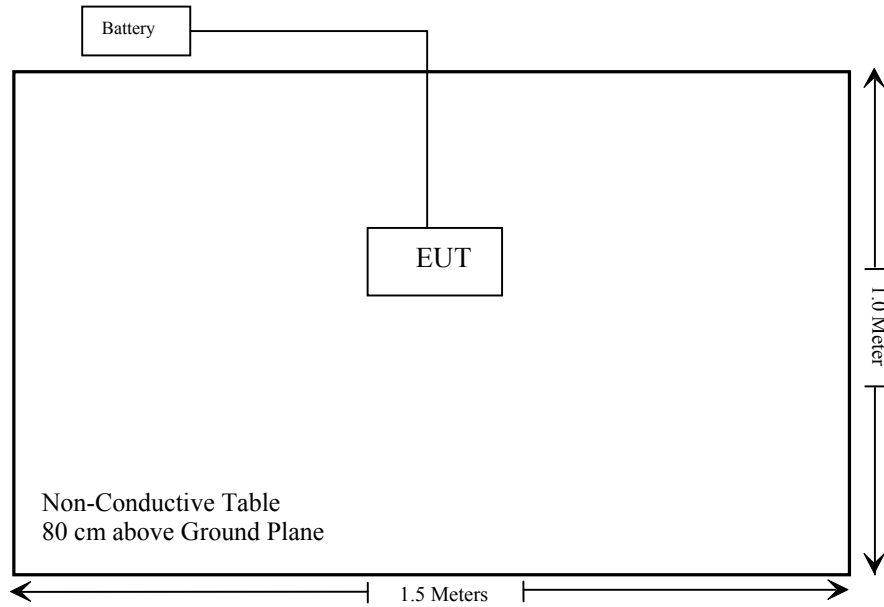 Battery
EUT
1.0 Meter
Non-Conductive Table
80 cm above Ground Plane
1.5 Meters